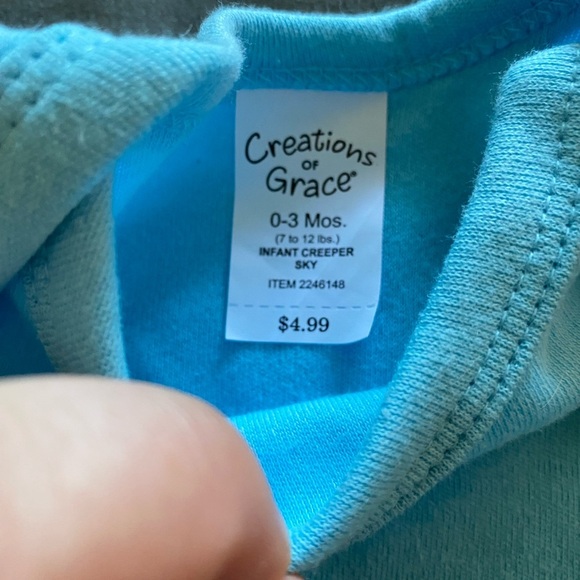 Creations
OF
Grace®
0-3 Mos.
(7 to 12 lbs.)
INFANT CREEPER
SKY
ITEM 2246148
$4.99